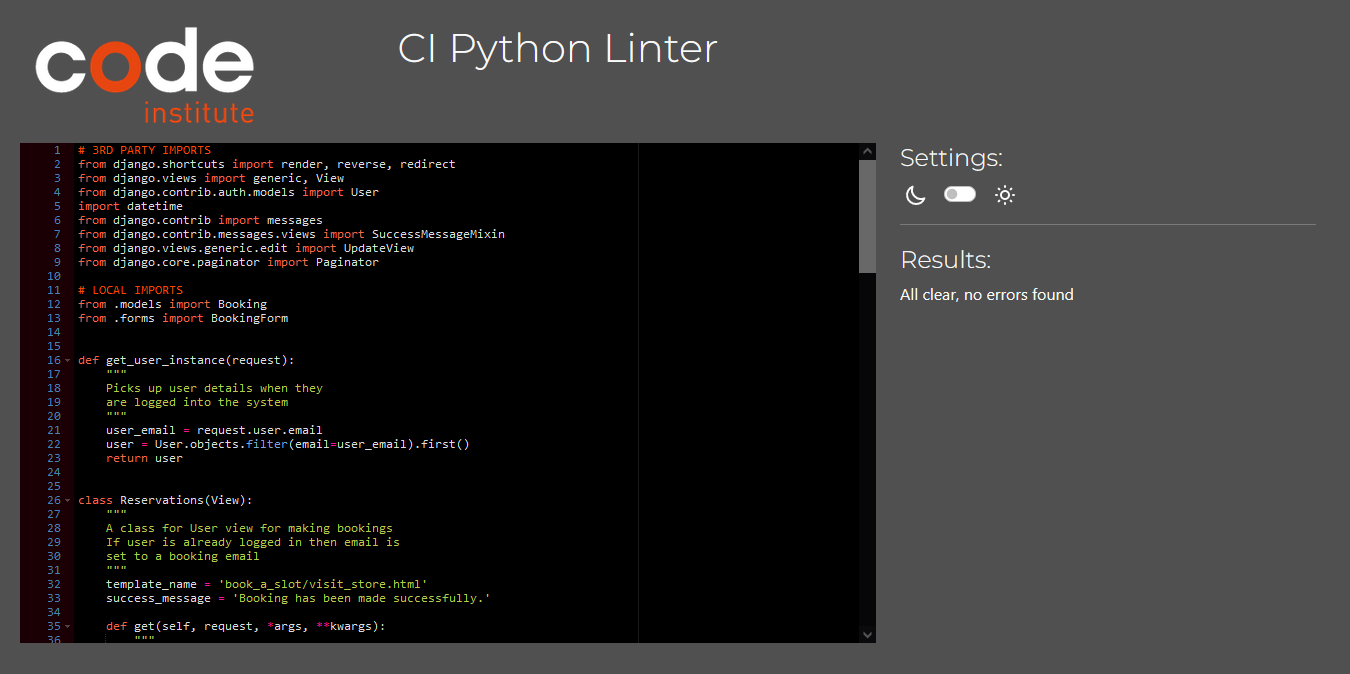 code
institute
CI Python Linter
1 # 3RD PARTY IMPORTS
2 from django.shortcuts import render, reverse, redirect
3 from django.views import generic, View
4 from django.contrib.auth.models import User
5 import datetime
6 from django.contrib import messages
7 from django.contrib.messages.views import SuccessMessageMixin
8 from django.views.generic.edit import UpdateView
9 from django.core.paginator import Paginator
10
11 # LOCAL IMPORTS
12 from .models import Booking
13 from .forms import BookingForm
14
15
16 def get_user_instance(request):
17     """
18     Picks up user details when they
19     are logged into the system
20     """
21     user_email = request.user.email
22     user = User.objects.filter(email=user_email).first()
23     return user
24
25
26 class Reservations(View):
27     """
28     A class for User view for making bookings
29     If user is already logged in then email is
30     set to a booking email
31     """
32     template_name = 'book_a_slot/visit_store.html'
33     success_message = 'Booking has been made successfully.'
34
35     def get(self, request, *args, **kwargs):
36         """
Settings:
Results:
All clear, no errors found